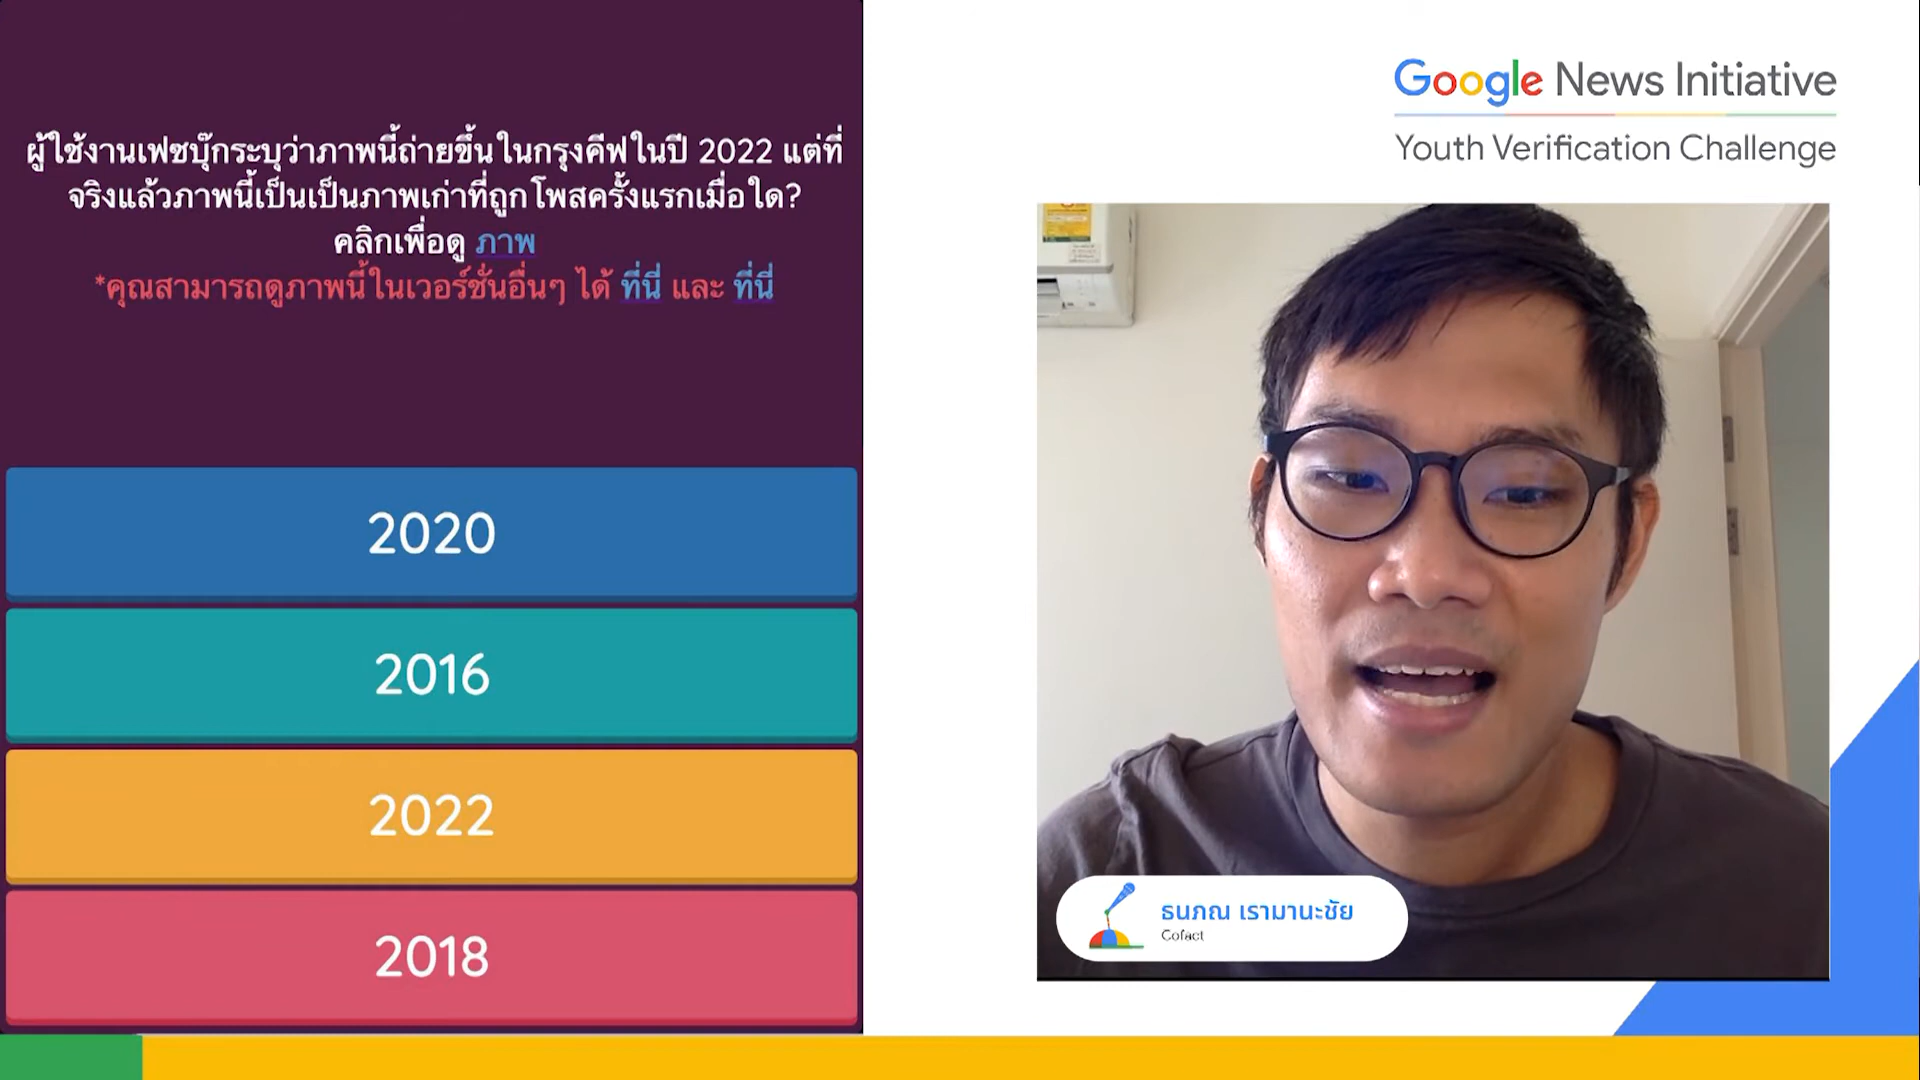 ผู้ใช้งานเฟซบุ๊กระบุว่าภาพนี้ถ่ายขึ้นในกรุงคีฟในปี 2022 แต่ที่
จริงแล้วภาพนี้เป็นเป็นภาพเก่าที่ถูกโพสครั้งแรกเมื่อใด?
คลิกเพื่อดู ภาพ
*คุณสามารถดูภาพนี้ในเวอร์ชั่นอื่นๆ ได้ ที่นี่ และ ที่นี่
2020
2016
2022
2018
Google News Initiative
Youth Verification Challenge
ธนภณ เรามานะชัย
Cofact